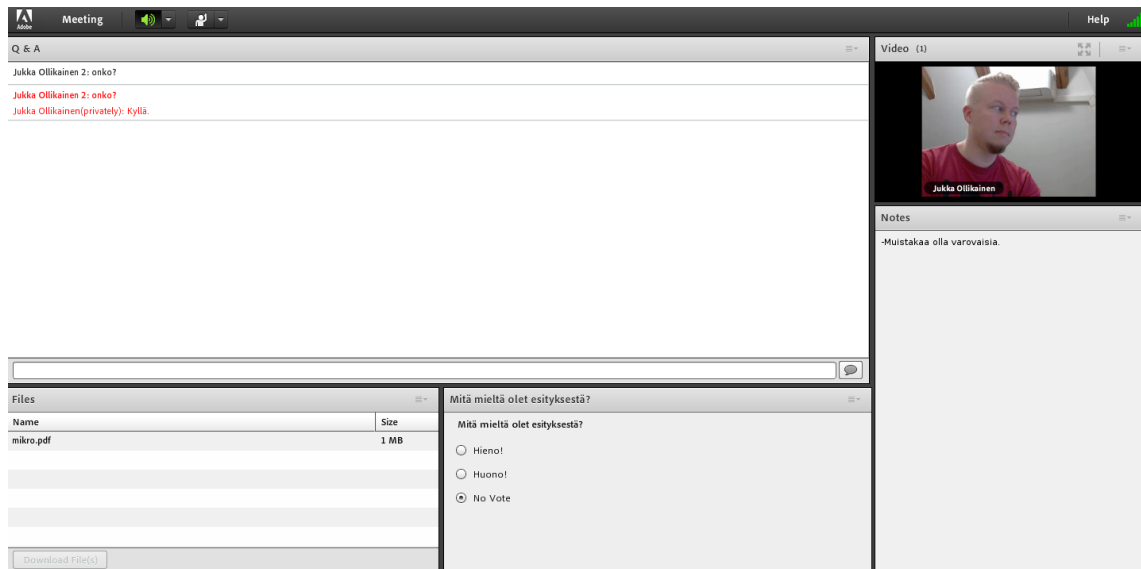 Adobe
Meeting
Help
Q & A
Jukka Ollikainen 2: onko?
Jukka Ollikainen 2: onko?
Jukka Ollikainen(privately): Kyllä.
Video (1)
Jukka Ollikainen
Notes
-Muistakaa olla varovaisia.
Files
Name Size
mikro.pdf 1 MB
Download File(s)
Mitä mieltä olet esityksestä?
Mitä mieltä olet esityksestä?
Hieno!
Huono!
No Vote